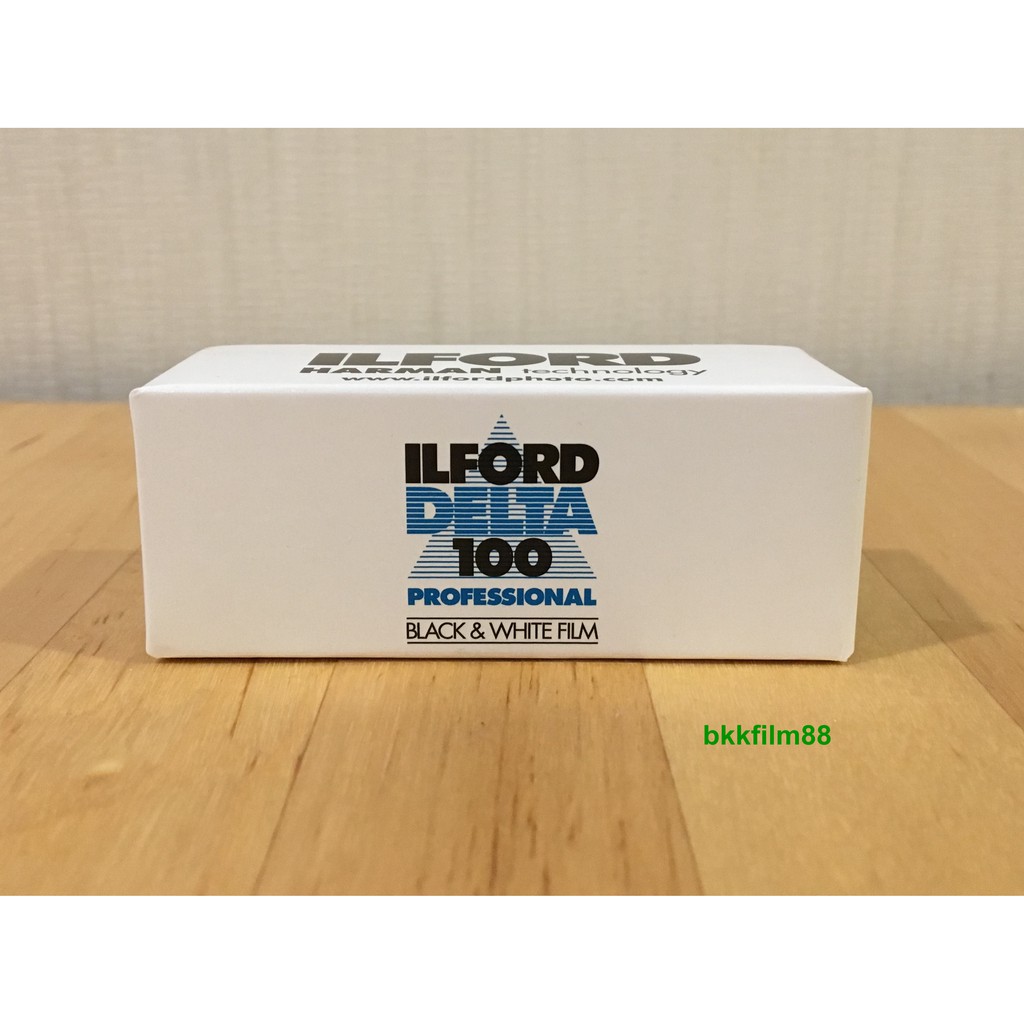 ILFORD
HARMAN technology
www.ilfordphoto.com
ILFORD
DELTA
100
PROFESSIONAL
BLACK & WHITE FILM
bkkfilm88